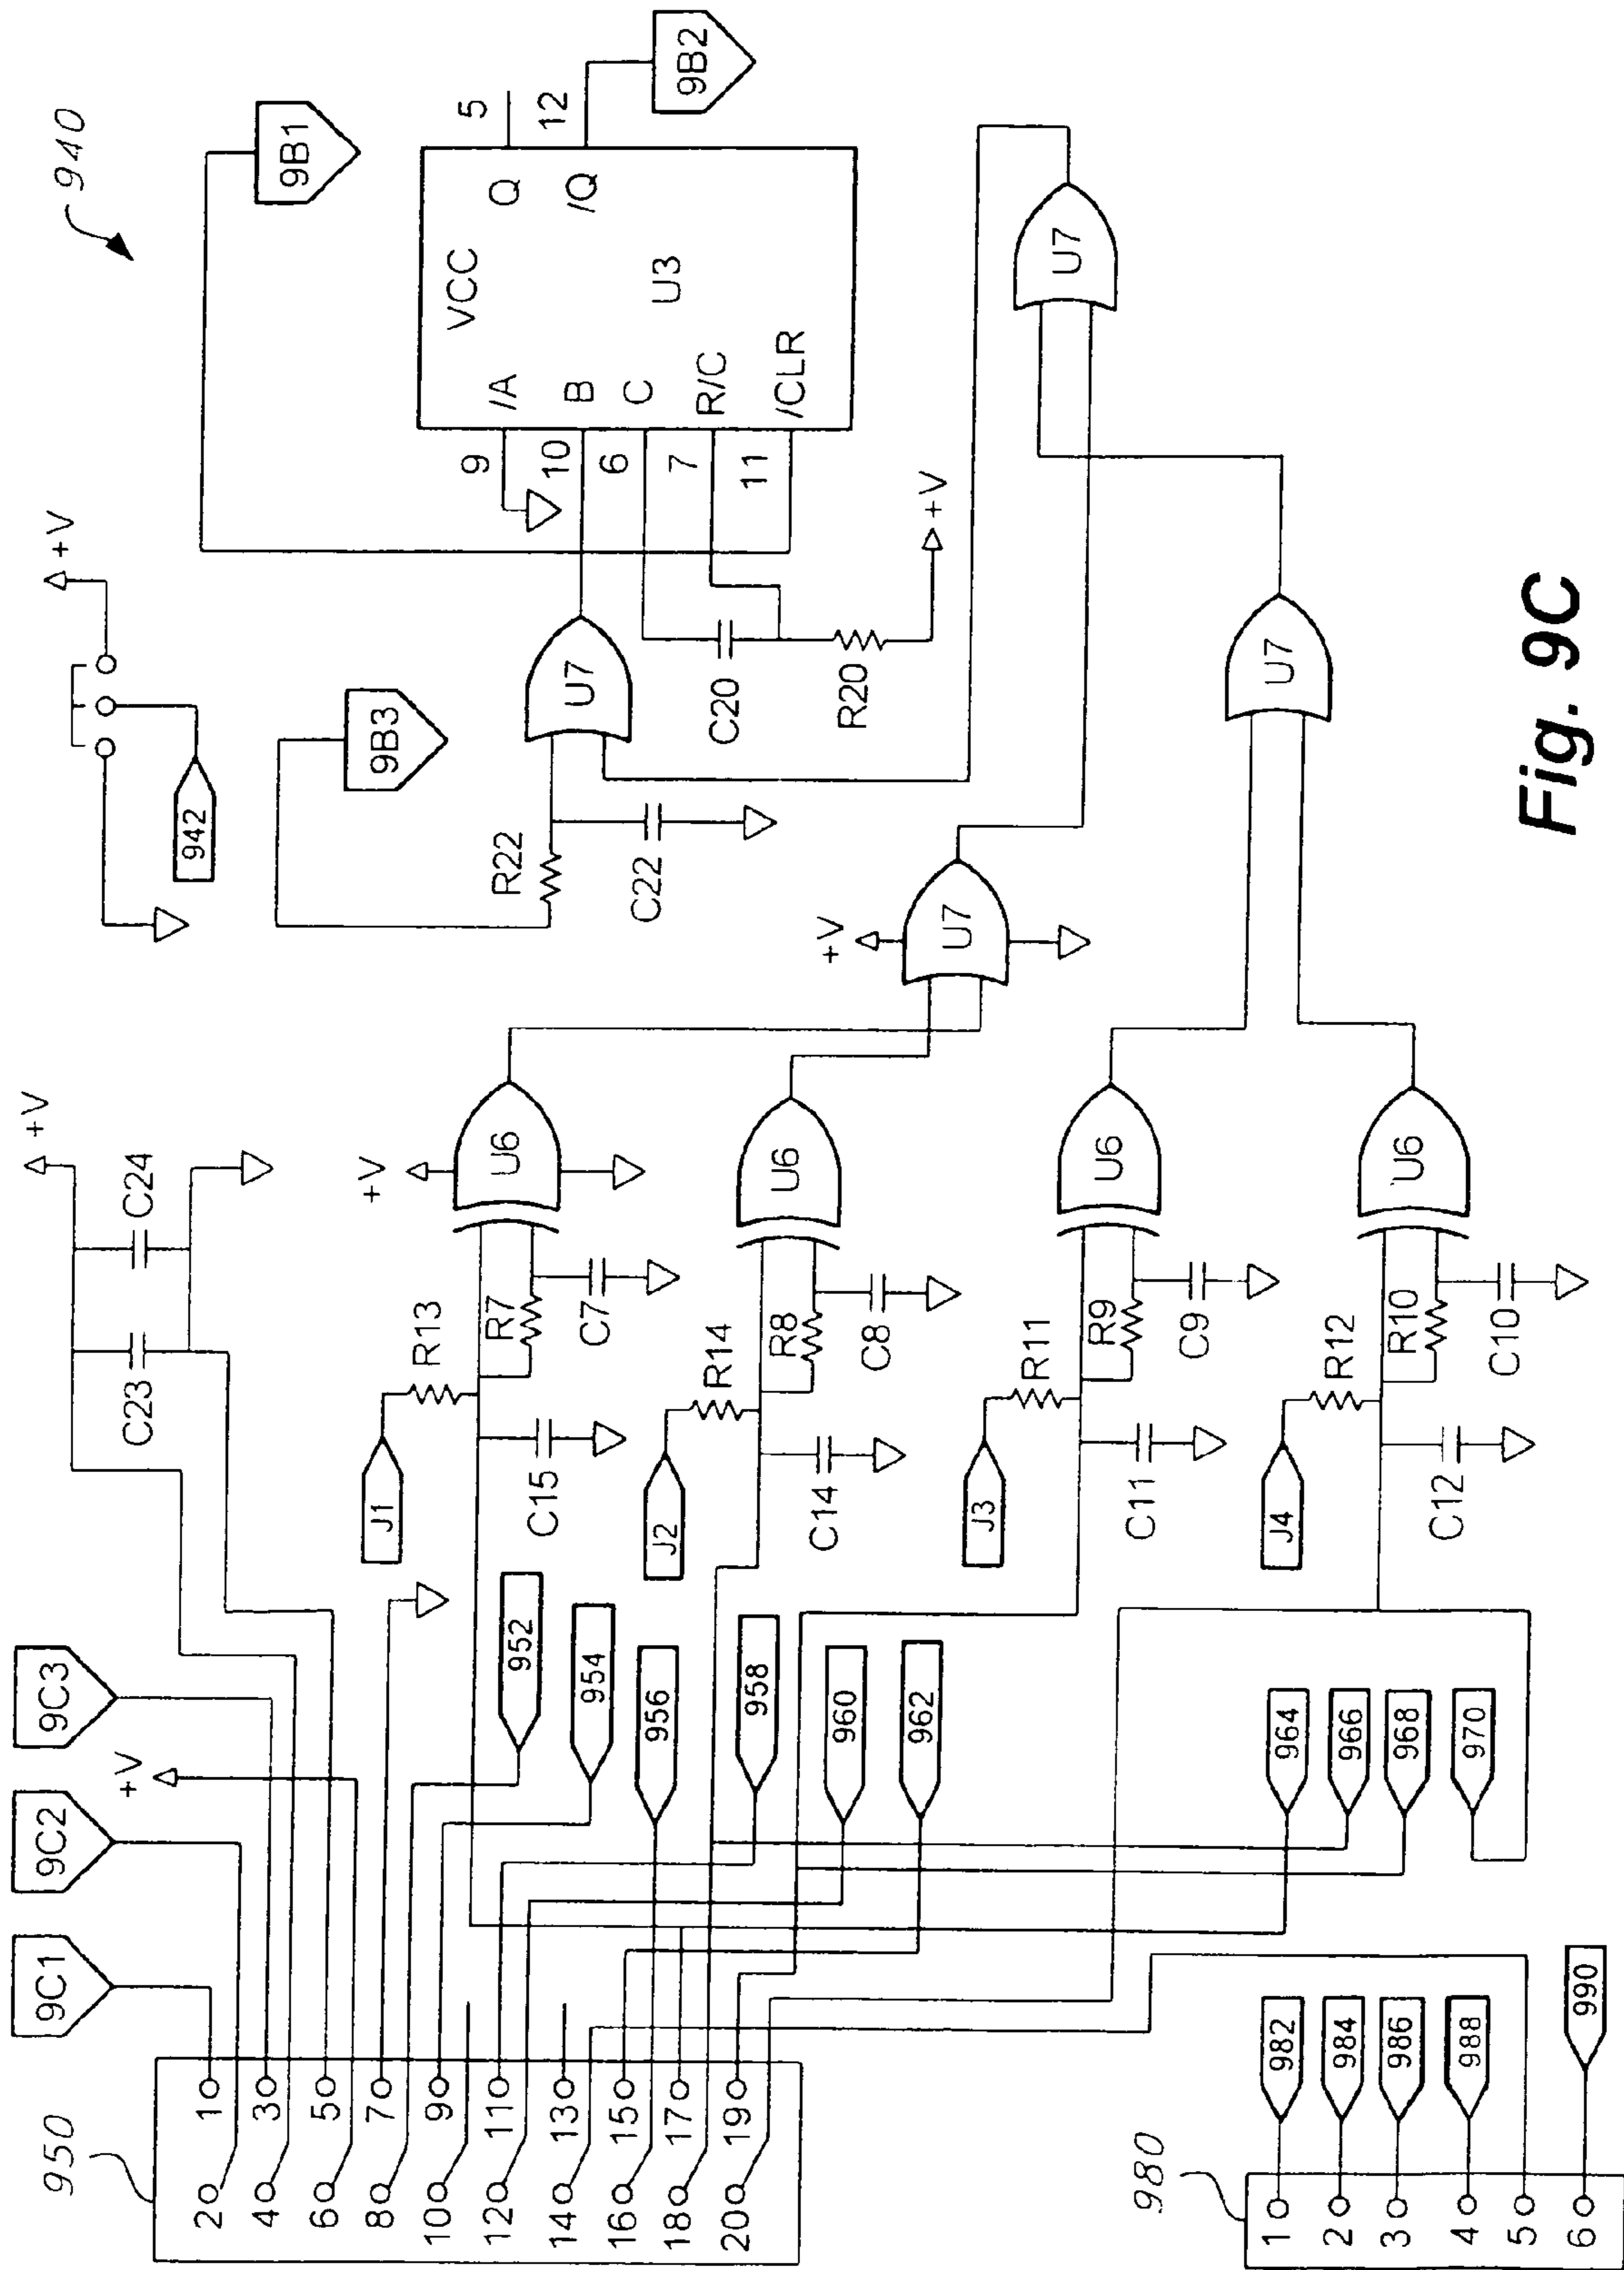 940
9B1
9B2
+V
942
9B3
VCC
/A
B
C
R/C
/CLR
Q
/Q
U3
9
10
6
7
11
5
12
U7
R22
C22
C20
R20
+V
U7
U7
+V
U7
+V
C24
C23
+V
U6
R13
R7
C7
C15
J1
U6
R14
R8
C8
C14
J2
U6
R11
R9
C9
C11
J3
U6
R12
R10
C10
C12
J4
9C1
9C2
9C3
+V
952
954
956
958
960
962
964
966
968
970
950
2 1
4 3
6 5
8 7
10 9
12 11
14 13
16 15
18 17
20 19
980
1
2
3
4
5
6
982
984
986
988
990
Fig. 9C